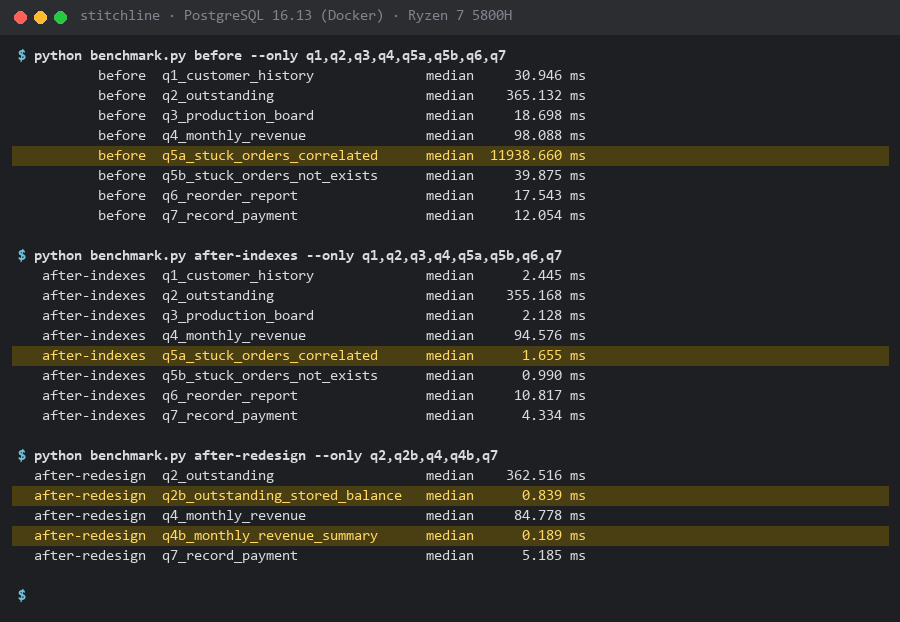 stitchline · PostgreSQL 16.13 (Docker) · Ryzen 7 5800H
$ python benchmark.py before --only q1,q2,q3,q4,q5a,q5b,q6,q7
before q1_customer_history median 30.946 ms
before q2_outstanding median 365.132 ms
before q3_production_board median 18.698 ms
before q4_monthly_revenue median 98.088 ms
before q5a_stuck_orders_correlated median 11938.660 ms
before q5b_stuck_orders_not_exists median 39.875 ms
before q6_reorder_report median 17.543 ms
before q7_record_payment median 12.054 ms
$ python benchmark.py after-indexes --only q1,q2,q3,q4,q5a,q5b,q6,q7
after-indexes q1_customer_history median 2.445 ms
after-indexes q2_outstanding median 355.168 ms
after-indexes q3_production_board median 2.128 ms
after-indexes q4_monthly_revenue median 94.576 ms
after-indexes q5a_stuck_orders_correlated median 1.655 ms
after-indexes q5b_stuck_orders_not_exists median 0.990 ms
after-indexes q6_reorder_report median 10.817 ms
after-indexes q7_record_payment median 4.334 ms
$ python benchmark.py after-redesign --only q2,q2b,q4,q4b,q7
after-redesign q2_outstanding median 362.516 ms
after-redesign q2b_outstanding_stored_balance median 0.839 ms
after-redesign q4_monthly_revenue median 84.778 ms
after-redesign q4b_monthly_revenue_summary median 0.189 ms
after-redesign q7_record_payment median 5.185 ms
$